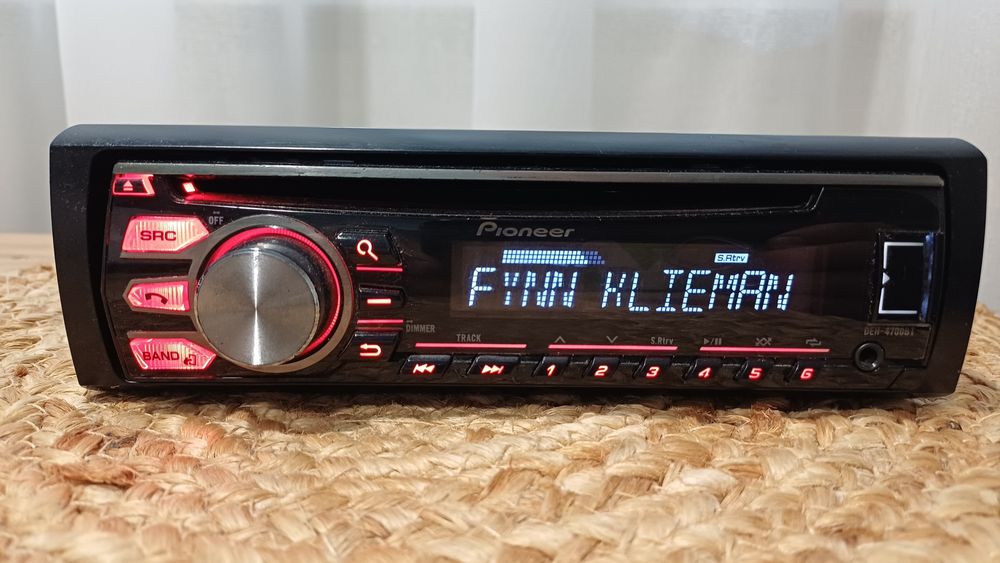 OFF
SRC
Pioneer
S.Rtrv
FYNN KLIEMAN
DIMMER
TRACK
S.Rtrv
BAND
1 2 3 4 5 6